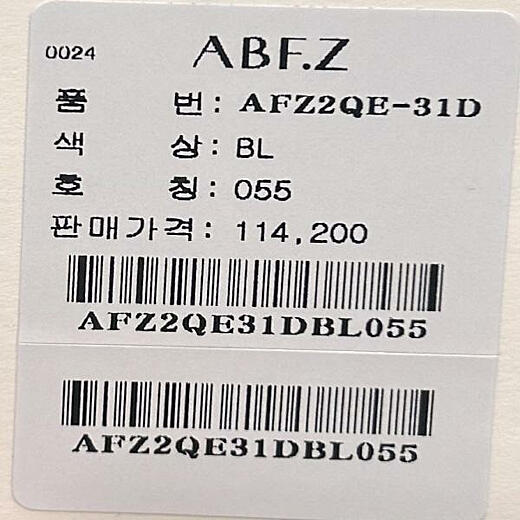 0024 ABF.Z
품 번: AFZ2QE-31D
색 상: BL
호 칭: 055
판매가격: 114,200
AFZ2QE31DBL055
AFZ2QE31DBL055